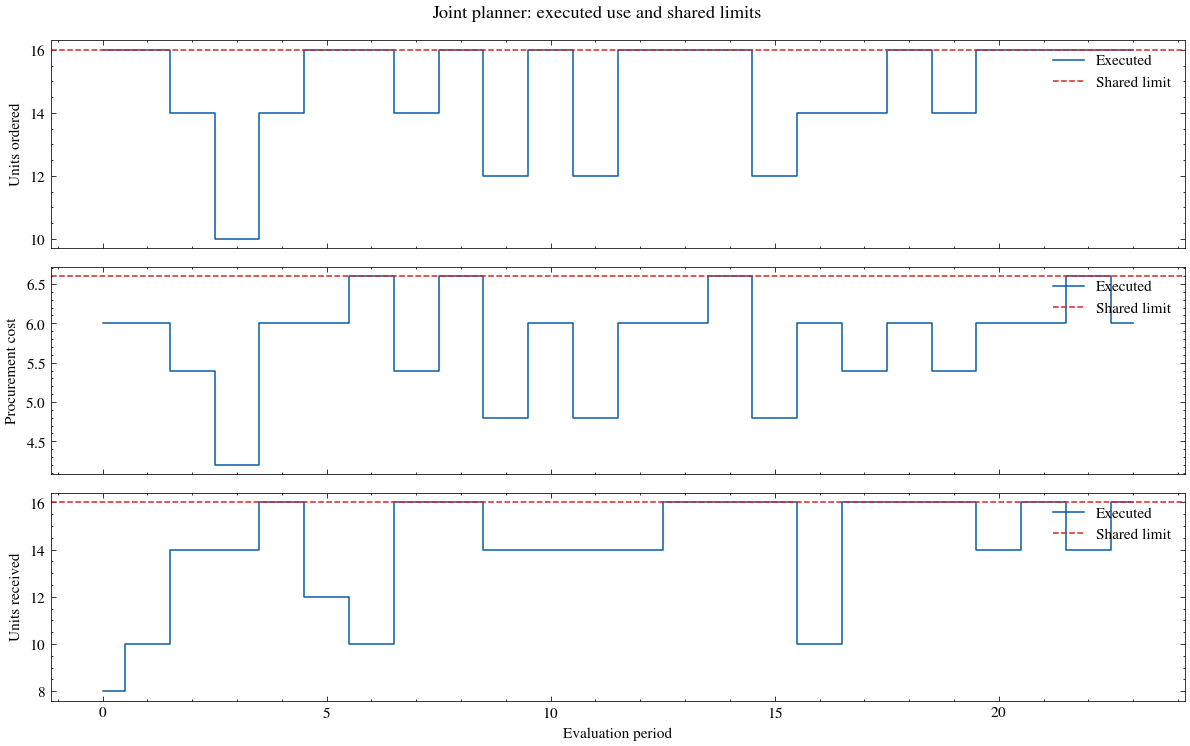 Joint planner: executed use and shared limits
Units ordered
16
14
12
10
Executed
Shared limit
Procurement cost
6.5
6.0
5.5
5.0
4.5
Executed
Shared limit
Units received
16
14
12
10
8
Executed
Shared limit
0 5 10 15 20
Evaluation period